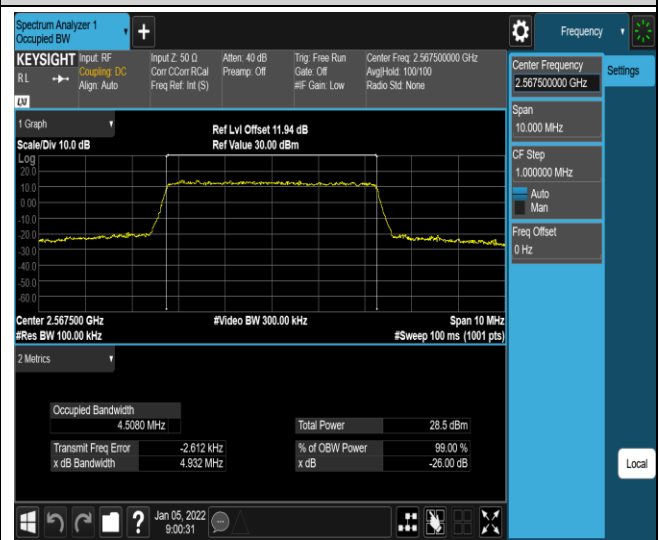 Spectrum Analyzer 1
Occupied BW
Frequency
KEYSIGHT Input: RF Input Z: 50 Ω Atten: 40 dB Trig: Free Run Center Freq: 2.567500000 GHz
RL Coupling: DC Corr CCorr RCal Preamp: Off Gate: Off Avg|Hold: 100/100
Align: Auto Freq Ref: Int (S) #IF Gain: Low Radio Std: None
LXI
Center Frequency
2.567500000 GHz
Settings
Span
10.000 MHz
CF Step
1.000000 MHz
Auto
Man
Freq Offset
0 Hz
1 Graph
Ref Lvl Offset 11.94 dB
Scale/Div 10.0 dB Ref Value 30.00 dBm
Log
20.0
10.0
0.00
-10.0
-20.0
-30.0
-40.0
-50.0
-60.0
Center 2.567500 GHz #Video BW 300.00 kHz Span 10 MHz
#Res BW 100.00 kHz #Sweep 100 ms (1001 pts)
2 Metrics
Occupied Bandwidth
4.5080 MHz Total Power 28.5 dBm
Transmit Freq Error -2.612 kHz % of OBW Power 99.00 %
x dB Bandwidth 4.932 MHz x dB -26.00 dB
Local
Jan 05, 2022
9:00:31